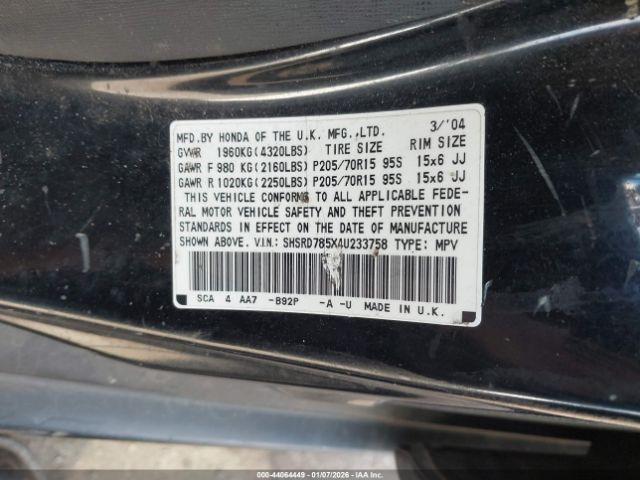 MFD. BY HONDA OF THE U.K. MFG., LTD. 3/'04
GVWR 1960KG(4320LBS) TIRE SIZE RIM SIZE
GAWR F 980 KG(2160LBS) P205/70R15 95S 15x6 JJ
GAWR R 1020KG(2250LBS) P205/70R15 95S 15x6 JJ
THIS VEHICLE CONFORMS TO ALL APPLICABLE FEDE-
RAL MOTOR VEHICLE SAFETY AND THEFT PREVENTION
STANDARDS IN EFFECT ON THE DATE OF MANUFACTURE
SHOWN ABOVE. V.I.N.: SHSRD785X4U233758 TYPE: MPV
SCA 4 AA7 -B92P -A -U MADE IN U.K.
000-44064449 | 01/07/2026 - IAAI.COM